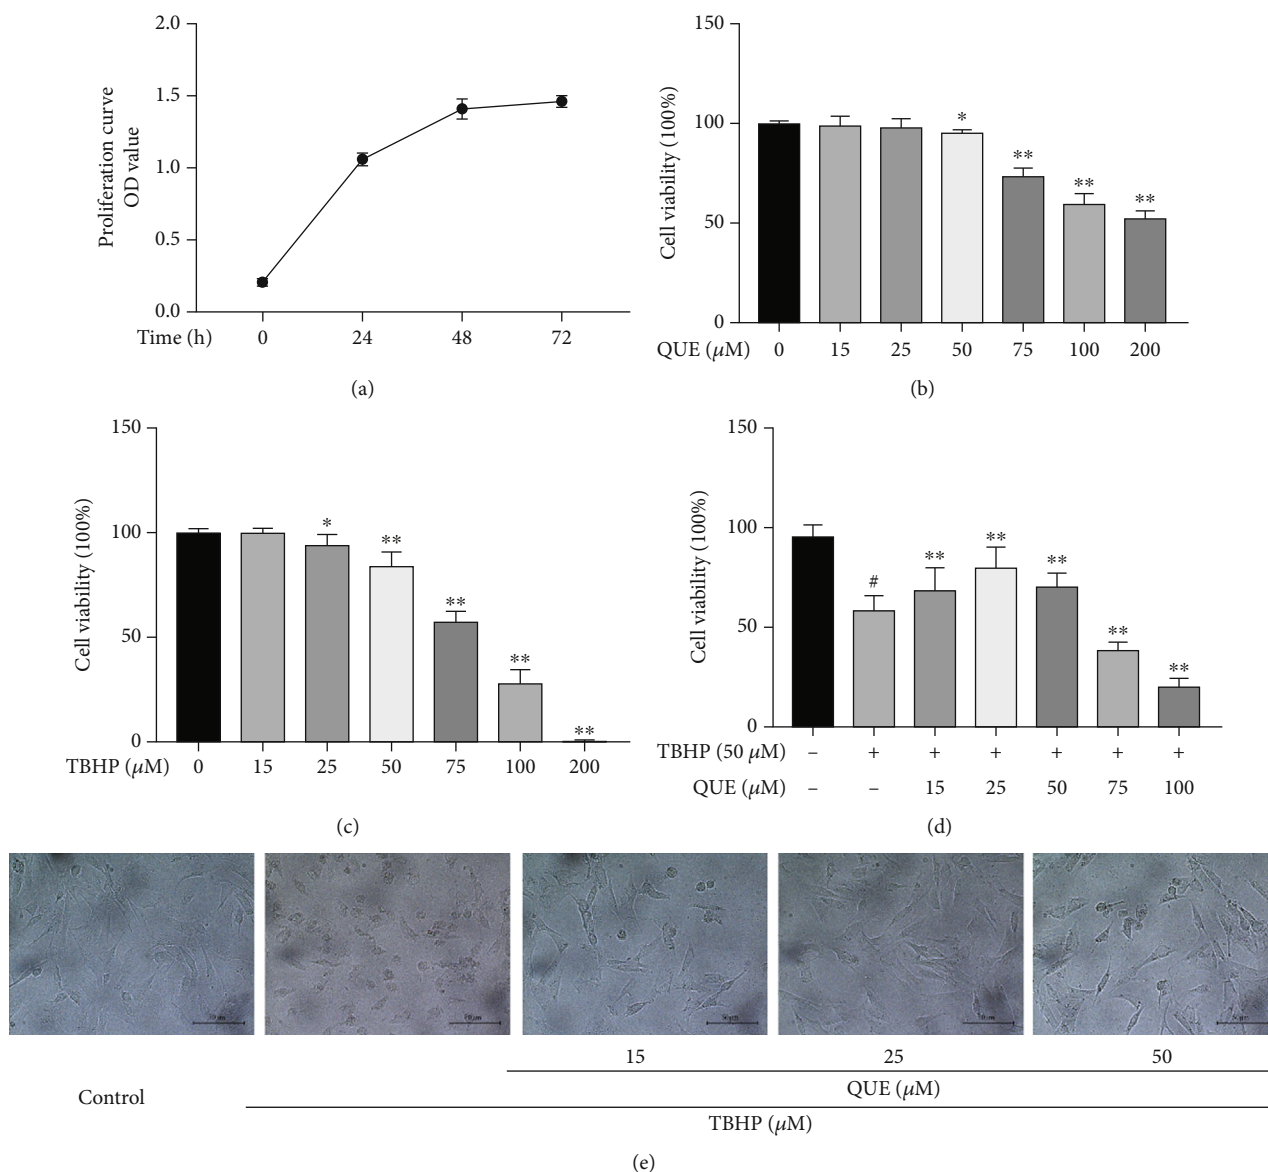 2.0
1.5
1.0
0.5
0.0
Proliferation curve
OD value
Time (h) 0 24 48 72
(a)
150
100
50
0
Cell viability (100%)
* ** ** **
QUE (μM) 0 15 25 50 75 100 200
(b)
150
100
50
0
Cell viability (100%)
* ** ** ** **
TBHP (μM) 0 15 25 50 75 100 200
(c)
150
100
50
0
Cell viability (100%)
# ** ** ** ** **
TBHP (50 μM) – + + + + + +
QUE (μM) – – 15 25 50 75 100
(d)
15 25 50
QUE (μM)
Control
TBHP (μM)
(e)